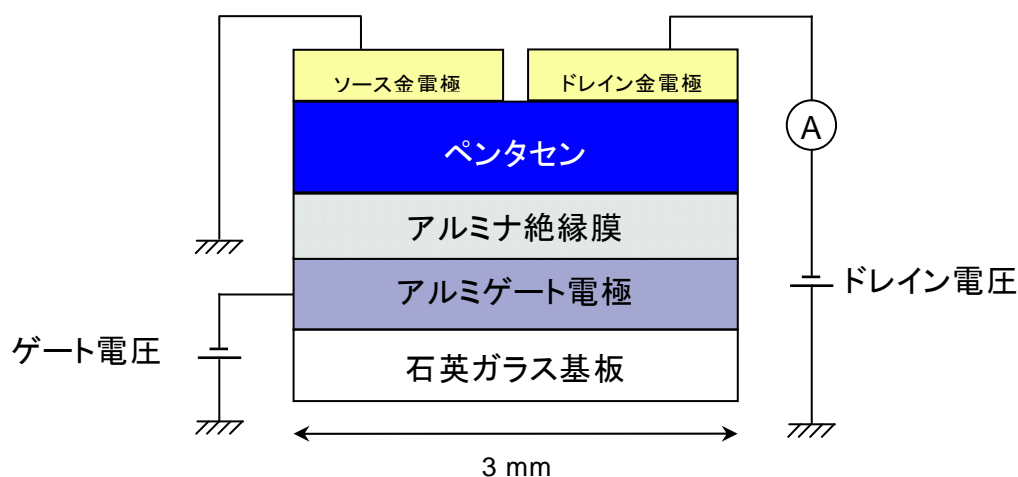 ソース金電極
ドレイン金電極
A
ペンタセン
アルミナ絶縁膜
アルミゲート電極
ドレイン電圧
ゲート電圧
石英ガラス基板
3 mm